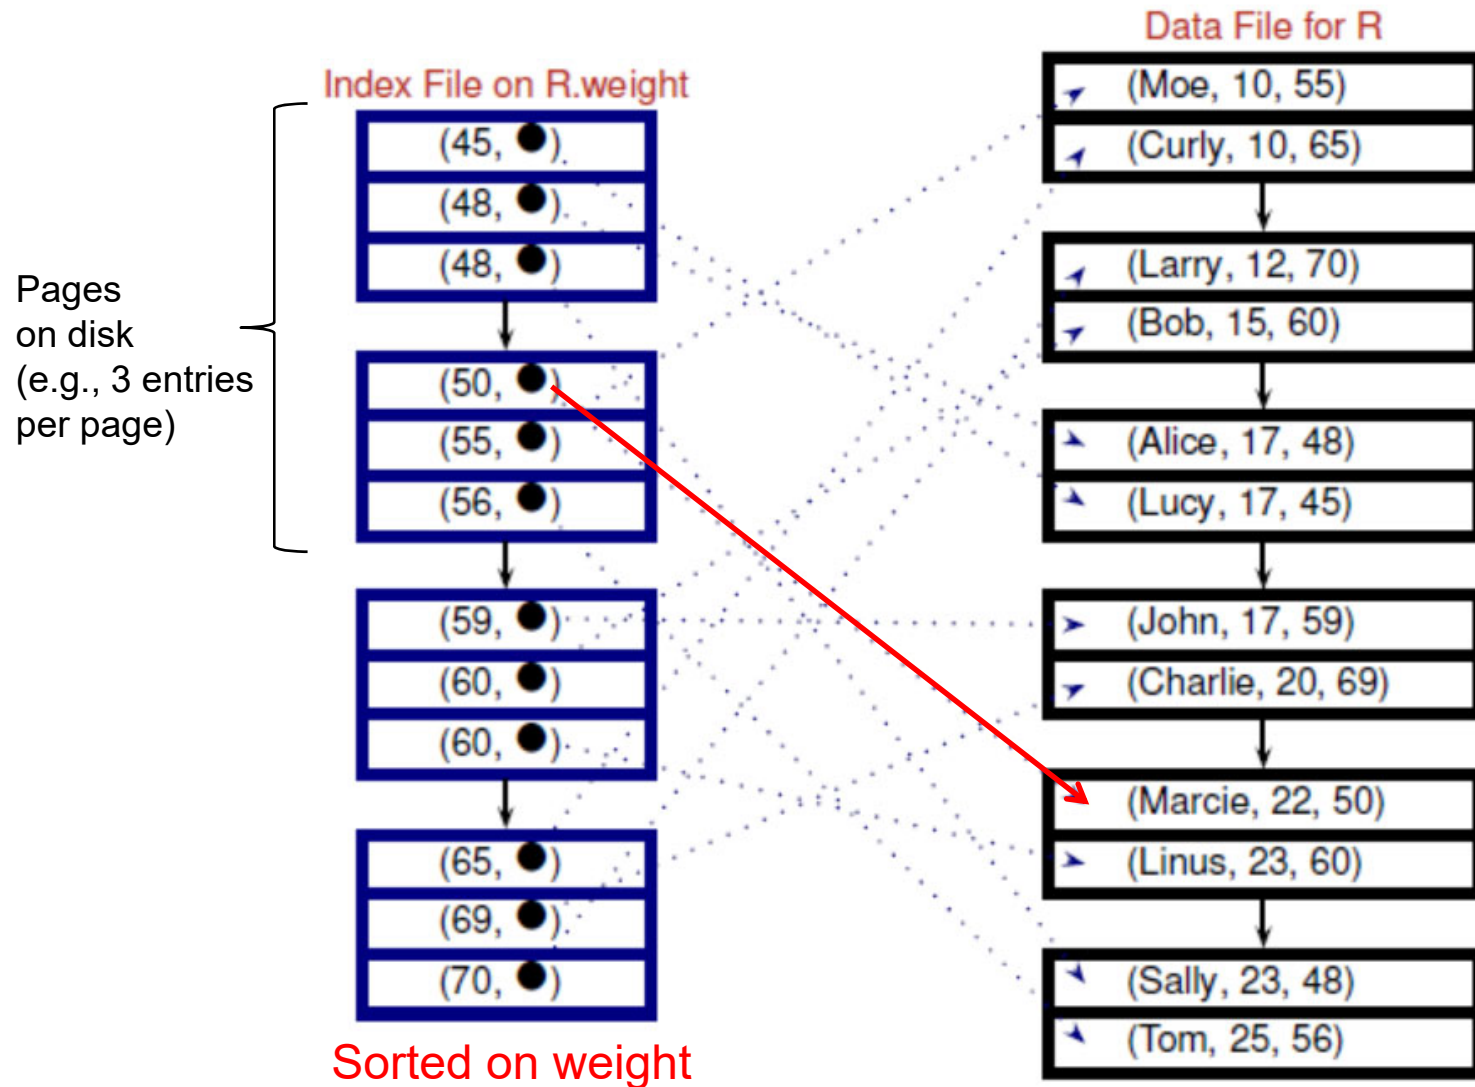 Data File for R
Index File on R.weight
Pages
on disk
(e.g., 3 entries
per page)
(45, ●)
(48, ●)
(48, ●)
(50, ●)
(55, ●)
(56, ●)
(59, ●)
(60, ●)
(60, ●)
(65, ●)
(69, ●)
(70, ●)
Sorted on weight
(Moe, 10, 55)
(Curly, 10, 65)
(Larry, 12, 70)
(Bob, 15, 60)
(Alice, 17, 48)
(Lucy, 17, 45)
(John, 17, 59)
(Charlie, 20, 69)
(Marcie, 22, 50)
(Linus, 23, 60)
(Sally, 23, 48)
(Tom, 25, 56)